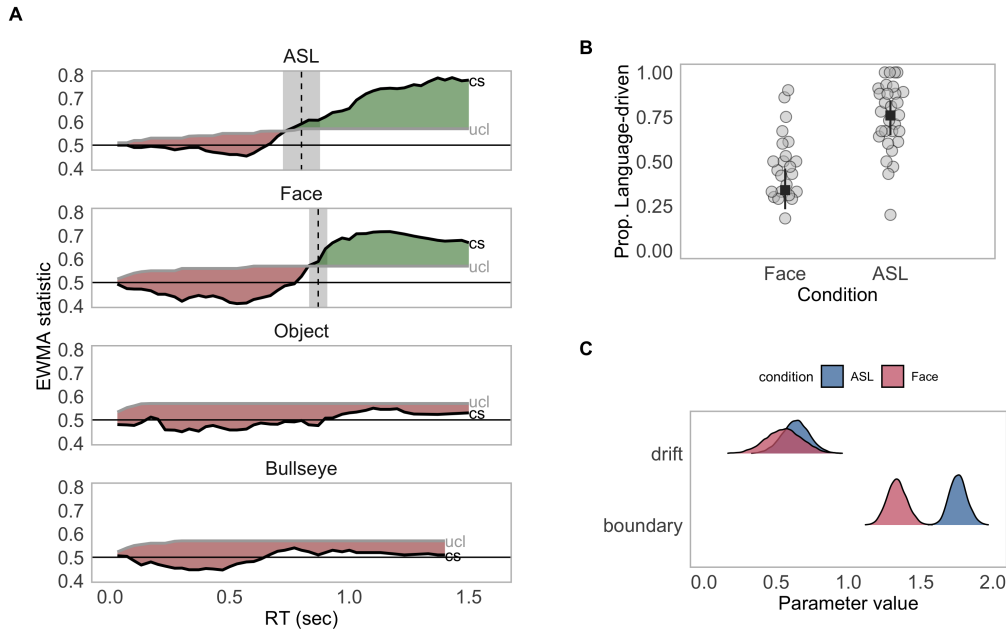 A
EWMA statistic
ASL
0.8
0.7
0.6
0.5
0.4
cs
ucl
Face
0.8
0.7
0.6
0.5
0.4
cs
ucl
Object
0.8
0.7
0.6
0.5
0.4
ucl
cs
Bullseye
0.8
0.7
0.6
0.5
0.4
ucl
cs
0.0 0.5 1.0 1.5
RT (sec)
B
Prop. Language-driven
1.00
0.75
0.50
0.25
0.00
Face ASL
Condition
C
condition ASL Face
drift
boundary
0.0 0.5 1.0 1.5 2.0
Parameter value